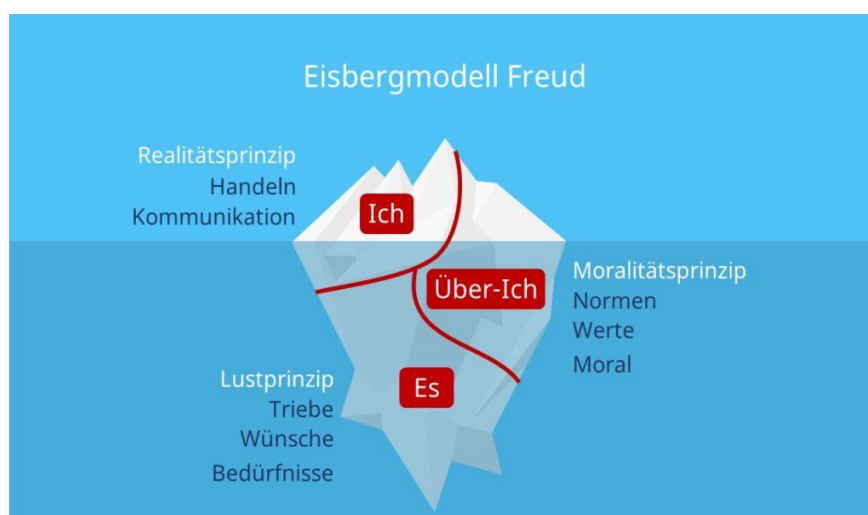 Eisbergmodell Freud
Realitätsprinzip
Handeln
Kommunikation
Ich
Über-Ich
Moralitätsprinzip
Normen
Werte
Moral
Es
Lustprinzip
Triebe
Wünsche
Bedürfnisse